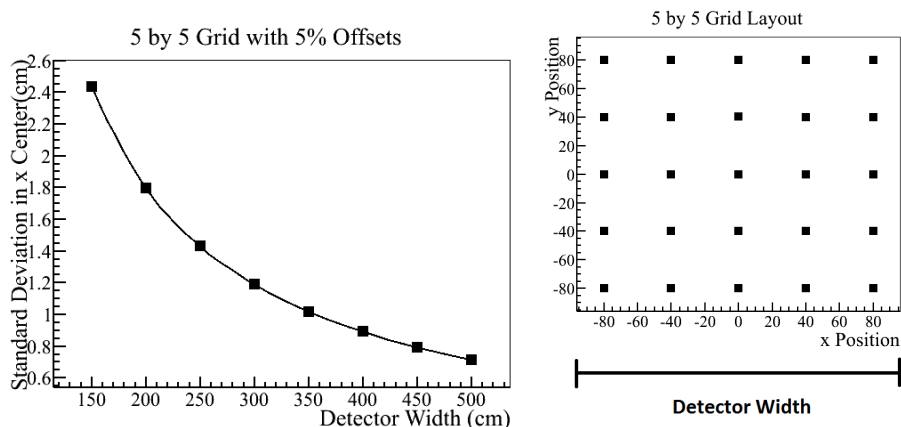 5 by 5 Grid with 5% Offsets
Standard Deviation in x Center(cm)
2.6
2.4
2.2
2
1.8
1.6
1.4
1.2
1
0.8
0.6
150 200 250 300 350 400 450 500
Detector Width (cm)
5 by 5 Grid Layout
y Position
80
60
40
20
0
-20
-40
-60
-80
-80 -60 -40 -20 0 20 40 60 80
x Position
Detector Width